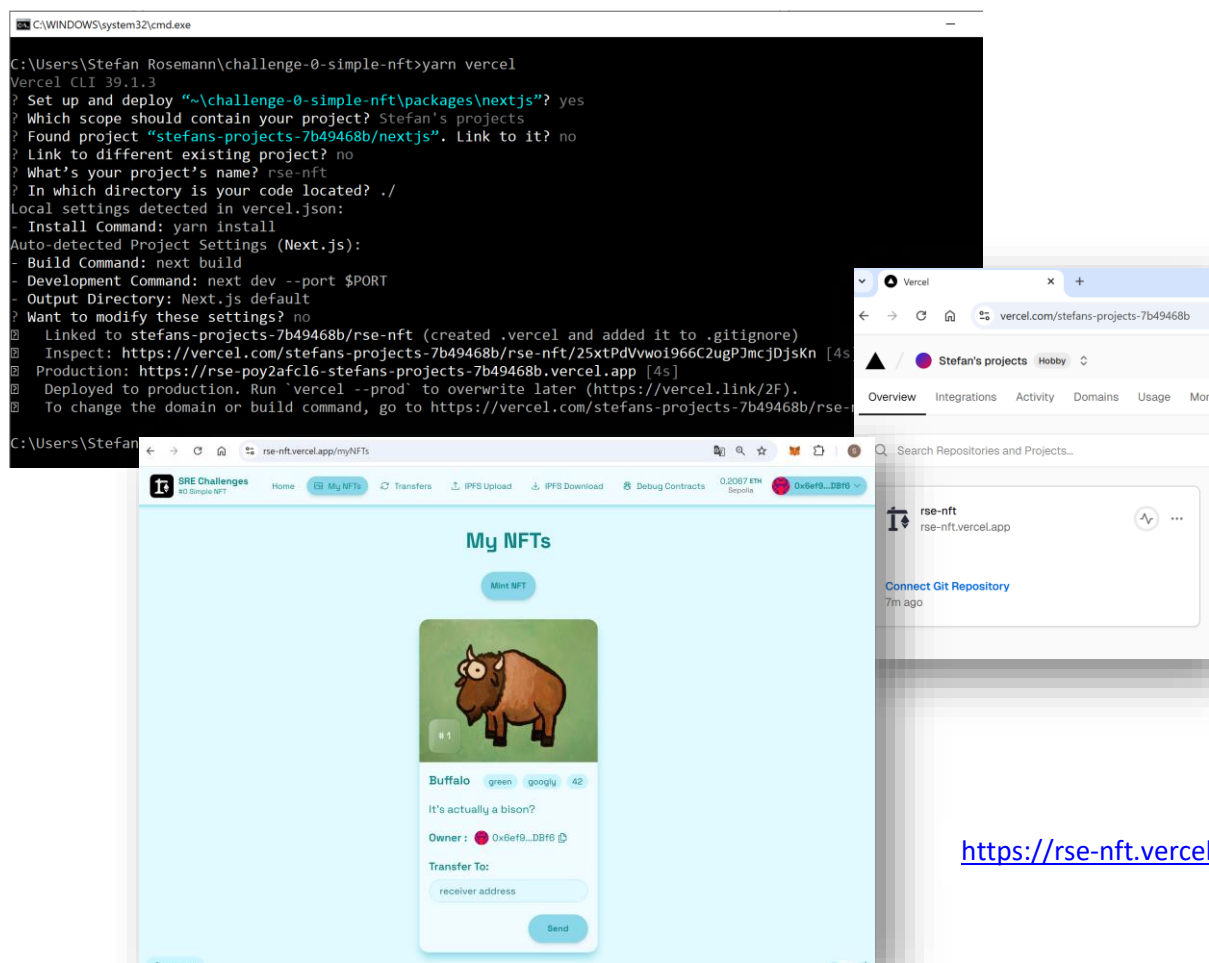 C:\WINDOWS\system32\cmd.exe
C:\Users\Stefan Rosemann\challenge-0-simple-nft>yarn vercel
Vercel CLI 39.1.3
? Set up and deploy “~\challenge-0-simple-nft\packages\nextjs”? yes
? Which scope should contain your project? Stefan's projects
? Found project “stefans-projects-7b49468b/nextjs”. Link to it? no
? Link to different existing project? no
? What’s your project’s name? rse-nft
? In which directory is your code located? ./
Local settings detected in vercel.json:
- Install Command: yarn install
Auto-detected Project Settings (Next.js):
- Build Command: next build
- Development Command: next dev --port $PORT
- Output Directory: Next.js default
? Want to modify these settings? no
Linked to stefans-projects-7b49468b/rse-nft (created .vercel and added it to .gitignore)
Inspect: https://vercel.com/stefans-projects-7b49468b/rse-nft/25xtPdVvwoi966C2ugPJmcjDjsKn [4s
Production: https://rse-poy2afcl6-stefans-projects-7b49468b.vercel.app [4s]
Deployed to production. Run `vercel --prod` to overwrite later (https://vercel.link/2F).
To change the domain or build command, go to https://vercel.com/stefans-projects-7b49468b/rse-
C:\Users\Stefan
Vercel
vercel.com/stefans-projects-7b49468b
Stefan's projects Hobby
Overview Integrations Activity Domains Usage Mor
Search Repositories and Projects...
rse-nft
rse-nft.vercel.app
Connect Git Repository
7m ago
rse-nft.vercel.app/myNFTs
SRE Challenges
#0 Simple NFT
Home My NFTs Transfers IPFS Upload IPFS Download Debug Contracts
0.2067 ETH
Sepolia
0x6ef9...DBf6
My NFTs
Mint NFT
# 1
Buffalo green googly 42
It's actually a bison?
Owner : 0x6ef9...DBf6
Transfer To:
receiver address
Send
https://rse-nft.vercel